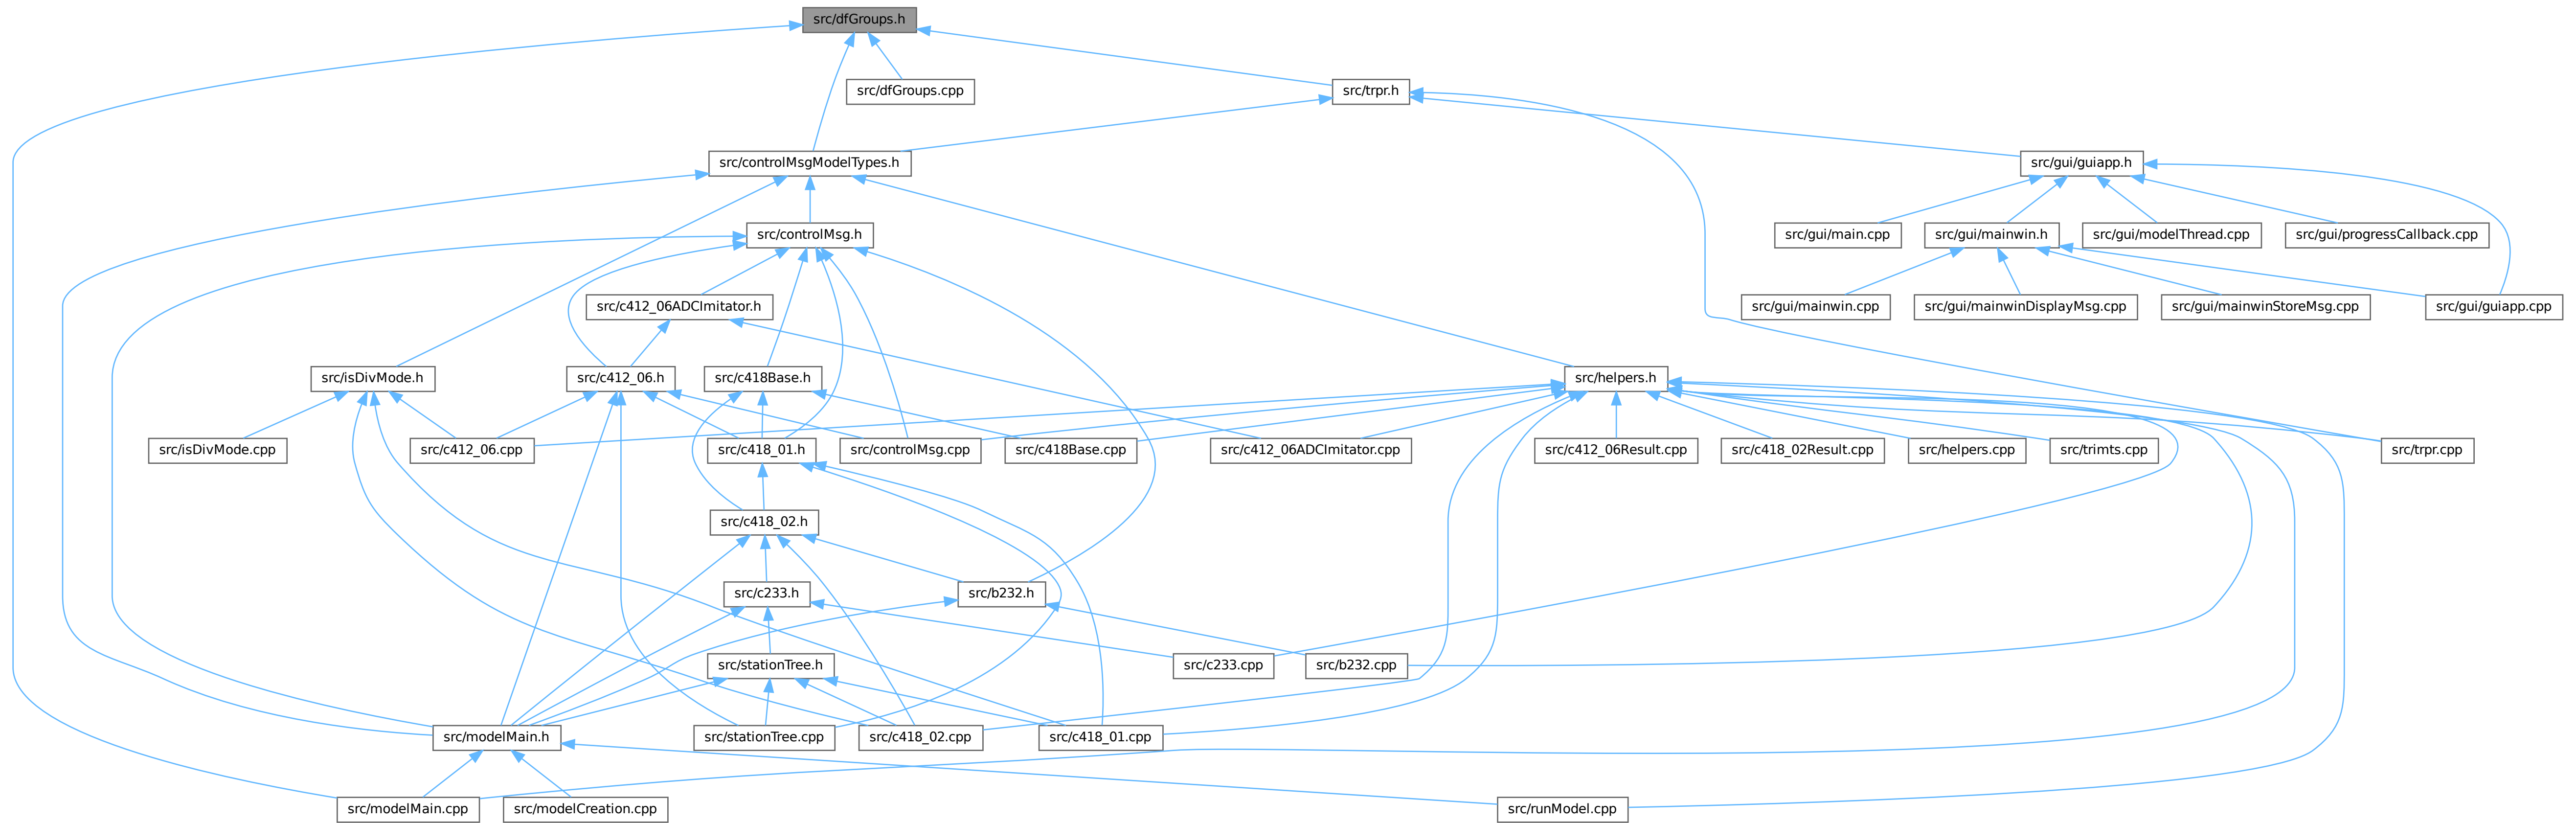 src/dfGroups.h
src/dfGroups.cpp
src/trpr.h
src/controlMsgModelTypes.h
src/gui/guiapp.h
src/controlMsg.h
src/gui/main.cpp
src/gui/mainwin.h
src/gui/modelThread.cpp
src/gui/progressCallback.cpp
src/c412_06ADCImitator.h
src/gui/mainwin.cpp
src/gui/mainwinDisplayMsg.cpp
src/gui/mainwinStoreMsg.cpp
src/gui/guiapp.cpp
src/isDivMode.h
src/c412_06.h
src/c418Base.h
src/helpers.h
src/isDivMode.cpp
src/c412_06.cpp
src/c418_01.h
src/controlMsg.cpp
src/c418Base.cpp
src/c412_06ADCImitator.cpp
src/c412_06Result.cpp
src/c418_02Result.cpp
src/helpers.cpp
src/trimts.cpp
src/trpr.cpp
src/c418_02.h
src/c233.h
src/b232.h
src/stationTree.h
src/c233.cpp
src/b232.cpp
src/modelMain.h
src/stationTree.cpp
src/c418_02.cpp
src/c418_01.cpp
src/modelMain.cpp
src/modelCreation.cpp
src/runModel.cpp